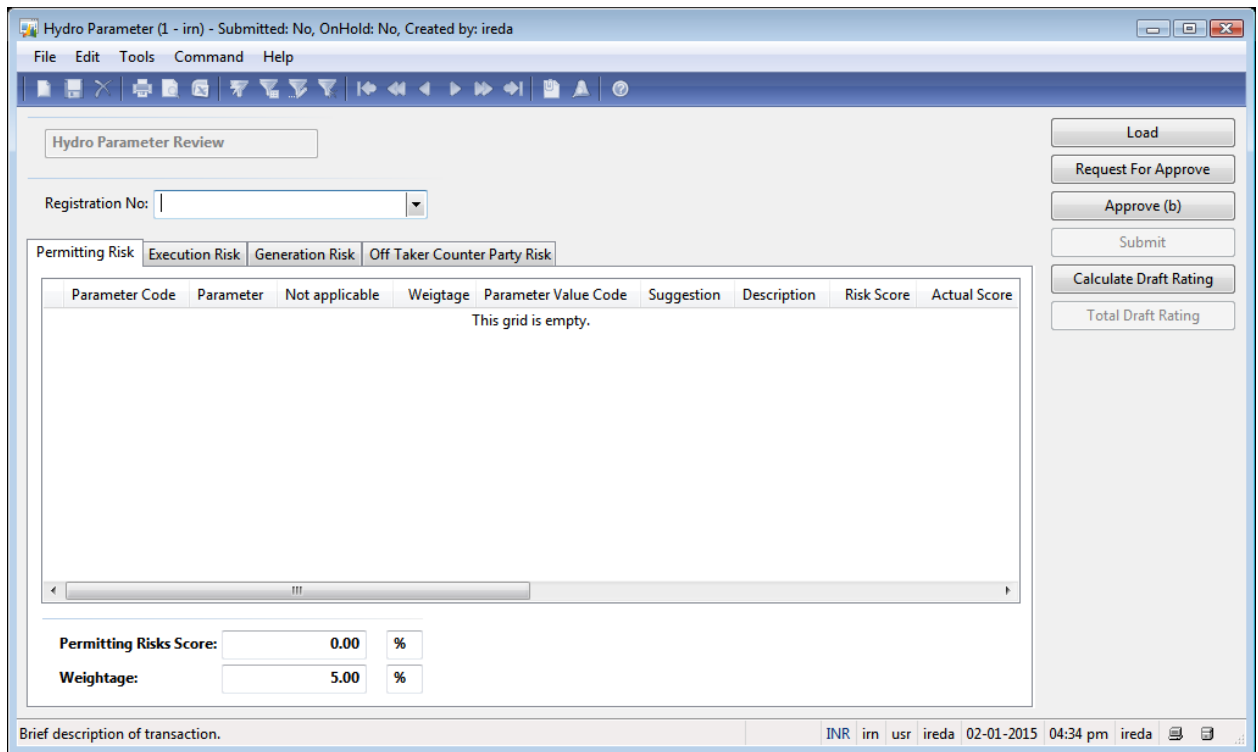 Hydro Parameter (1 - irn) - Submitted: No, OnHold: No, Created by: ireda
File Edit Tools Command Help
Hydro Parameter Review
Registration No:
Load
Request For Approve
Approve (b)
Submit
Calculate Draft Rating
Total Draft Rating
Permitting Risk Execution Risk Generation Risk Off Taker Counter Party Risk
Parameter Code Parameter Not applicable Weigtage Parameter Value Code Suggestion Description Risk Score Actual Score
This grid is empty.
Permitting Risks Score: 0.00 %
Weightage: 5.00 %
Brief description of transaction. INR irn usr ireda 02-01-2015 04:34 pm ireda